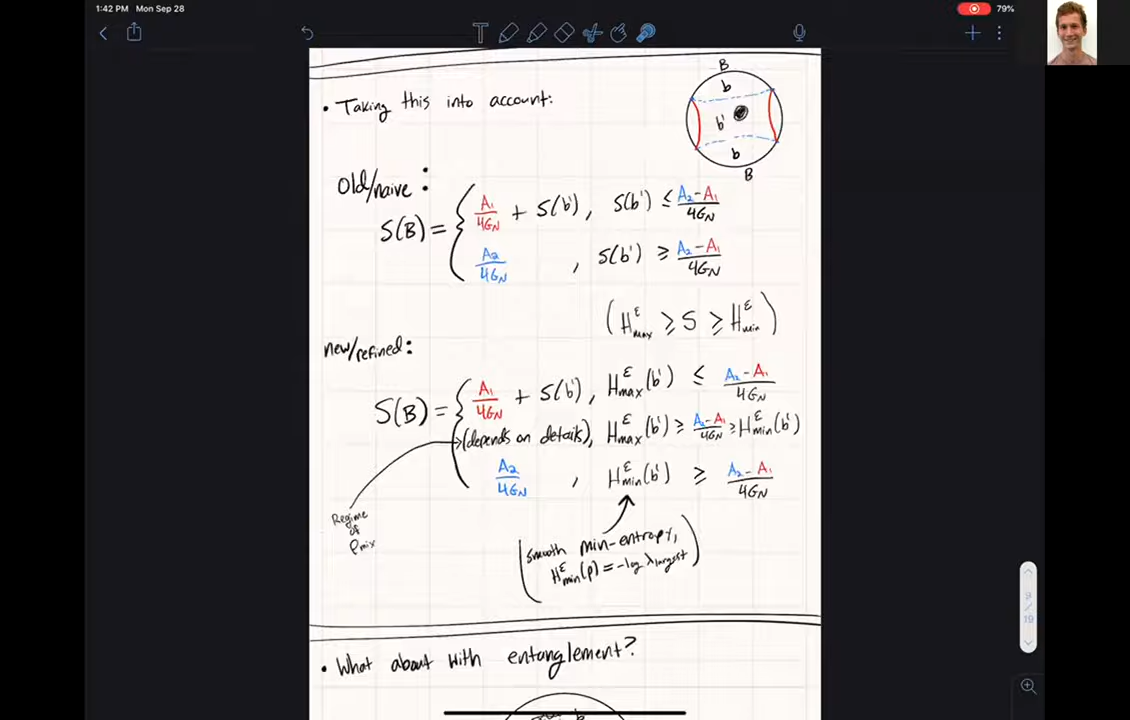 1:42 PM Mon Sep 28
79%
• Taking this into account:
B
b
b'
b
B
Old/naive:
S(B) = { A₁/4G_N + S(b'), S(b') ≤ A₂-A₁/4G_N
A₂/4G_N , S(b') ≥ A₂-A₁/4G_N
(H^ε_max ≥ S ≥ H^ε_min)
new/refined:
S(B) = { A₁/4G_N + S(b'), H^ε_max(b') ≤ A₂-A₁/4G_N
(depends on details), H^ε_max(b') ≥ A₂-A₁/4G_N ≥ H^ε_min(b')
A₂/4G_N , H^ε_min(b') ≥ A₂-A₁/4G_N
Regime
of
ρmix
(smooth min-entropy,
H^ε_min(ρ) = -log λ_largest)
9
/
19
• What about with entanglement?
b